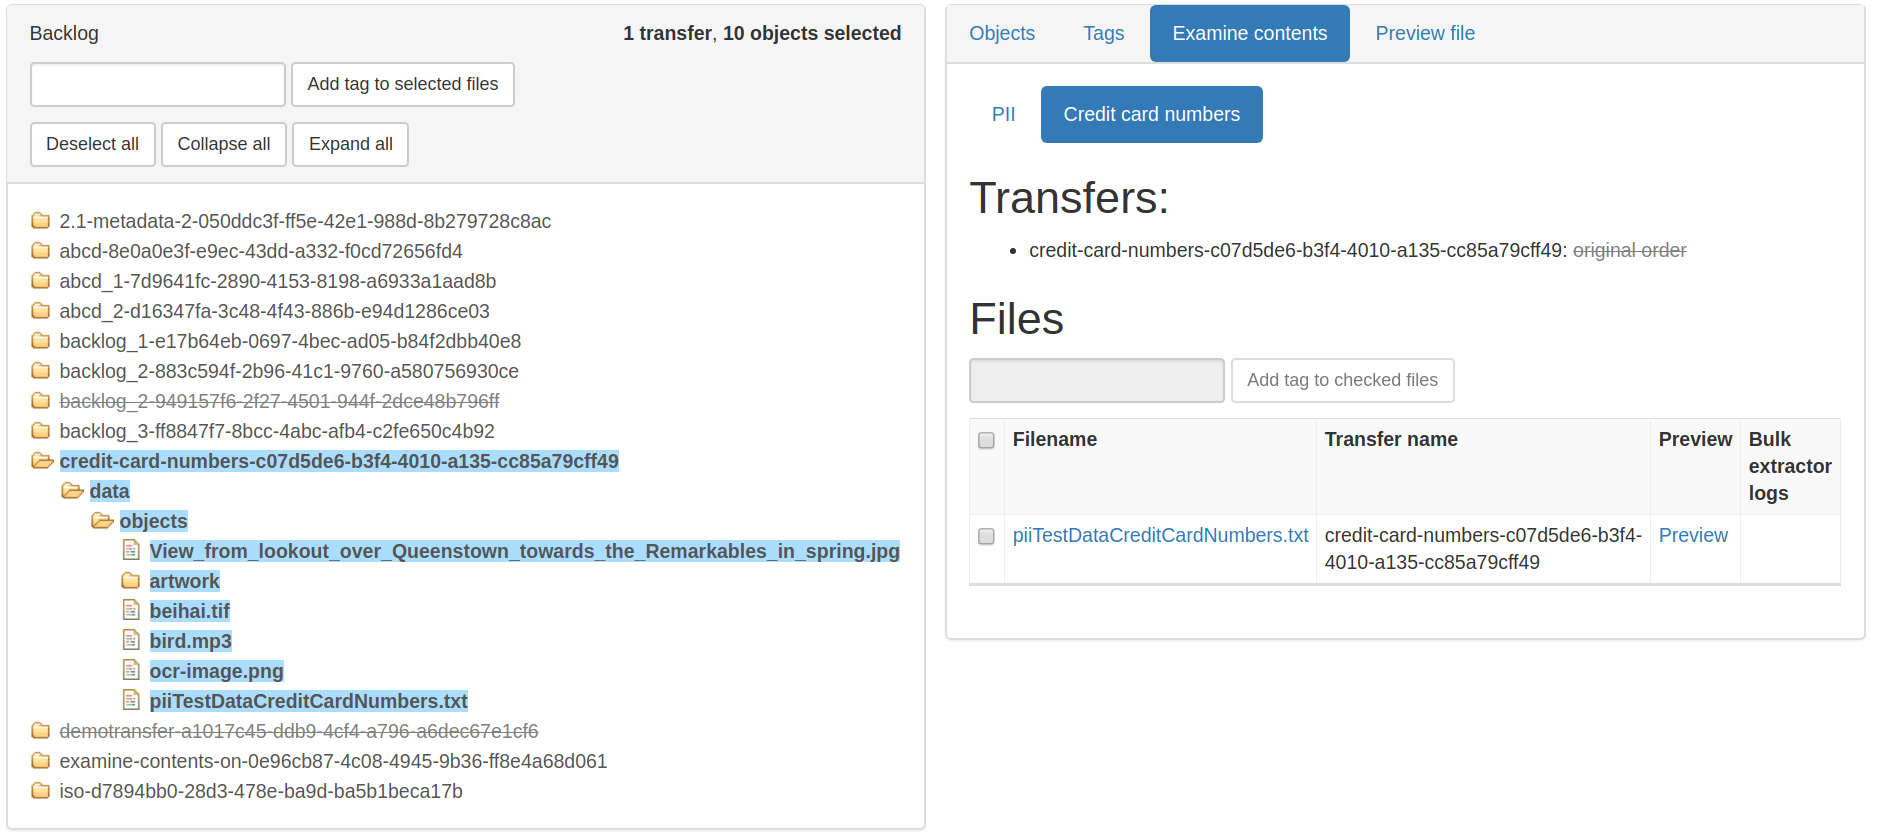 Backlog
1 transfer, 10 objects selected
Add tag to selected files
Deselect all
Collapse all
Expand all
2.1-metadata-2-050ddc3f-ff5e-42e1-988d-8b279728c8ac
abcd-8e0a0e3f-e9ec-43dd-a332-f0cd72656fd4
abcd_1-7d9641fc-2890-4153-8198-a6933a1aad8b
abcd_2-d16347fa-3c48-4f43-886b-e94d1286ce03
backlog_1-e17b64eb-0697-4bec-ad05-b84f2dbb40e8
backlog_2-883c594f-2b96-41c1-9760-a580756930ce
backlog_2-949157f6-2f27-4501-944f-2dce48b796ff
backlog_3-ff8847f7-8bcc-4abc-afb4-c2fe650c4b92
credit-card-numbers-c07d5de6-b3f4-4010-a135-cc85a79cff49
data
objects
View_from_lookout_over_Queenstown_towards_the_Remarkables_in_spring.jpg
artwork
beihai.tif
bird.mp3
ocr-image.png
piiTestDataCreditCardNumbers.txt
demotransfer-a1017c45-ddb9-4cf4-a796-a6dec67e1cf6
examine-contents-on-0e96cb87-4c08-4945-9b36-ff8e4a68d061
iso-d7894bb0-28d3-478e-ba9d-ba5b1beca17b
Objects
Tags
Examine contents
Preview file
PII
Credit card numbers
Transfers:
credit-card-numbers-c07d5de6-b3f4-4010-a135-cc85a79cff49: original order
Files
Add tag to checked files
Filename
Transfer name
Preview
Bulk
extractor
logs
piiTestDataCreditCardNumbers.txt
credit-card-numbers-c07d5de6-b3f4-
4010-a135-cc85a79cff49
Preview